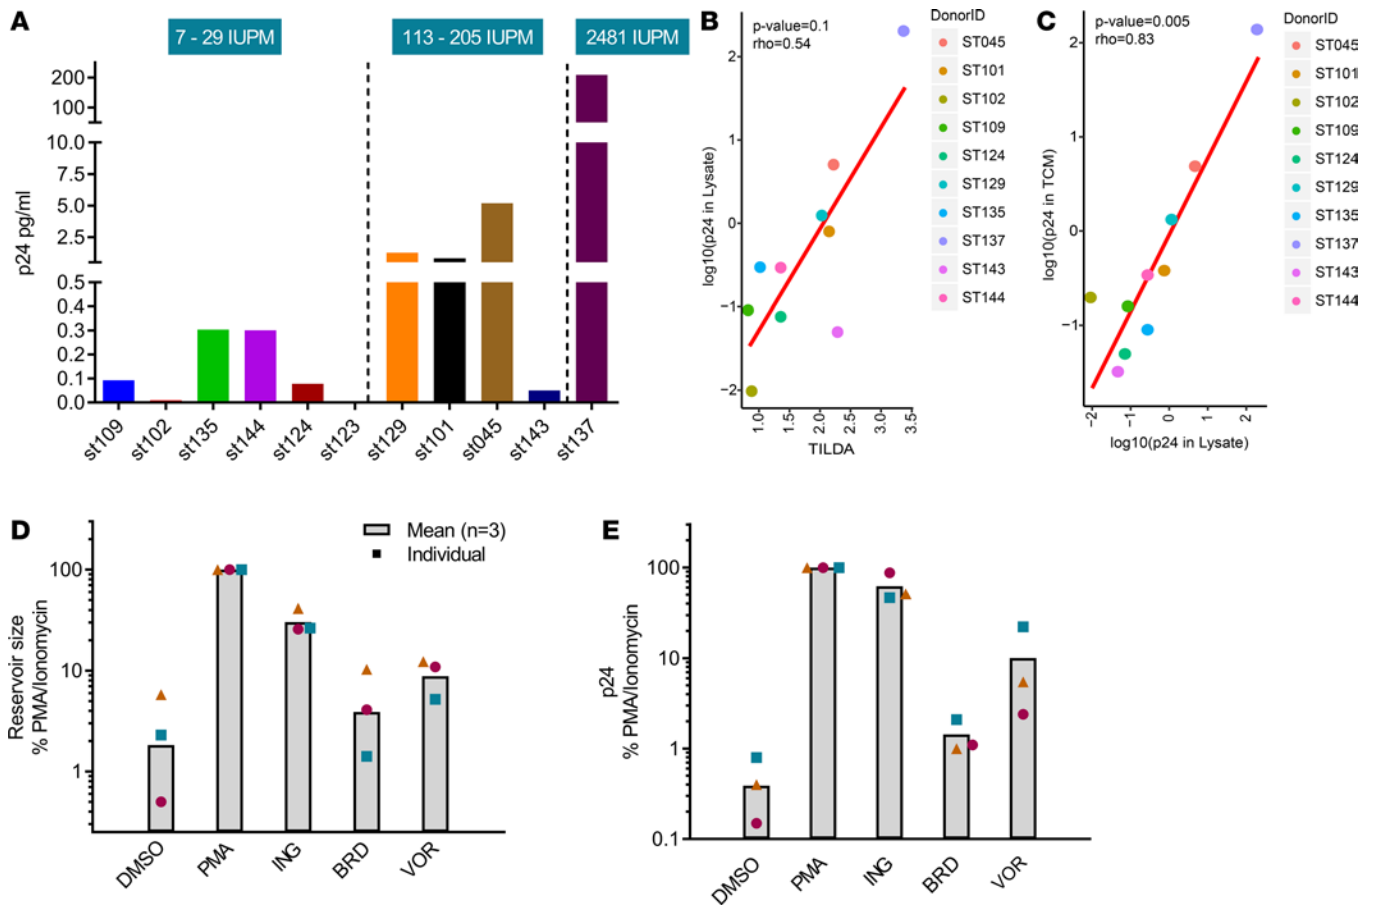 A
7 - 29 IUPM
113 - 205 IUPM
2481 IUPM
p24 pg/ml
200
100
10.0
7.5
5.0
2.5
0.5
0.4
0.3
0.2
0.1
0.0
st109
st102
st135
st144
st124
st123
st129
st101
st045
st143
st137
B
p-value=0.1
rho=0.54
log10(p24 in Lysate)
2
1
0
−1
−2
1.0
1.5
2.0
2.5
3.0
3.5
TILDA
DonorID
ST045
ST101
ST102
ST109
ST124
ST129
ST135
ST137
ST143
ST144
C
p-value=0.005
rho=0.83
log10(p24 in TCM)
2
1
0
−1
−2
−1
0
1
2
log10(p24 in Lysate)
DonorID
ST045
ST101
ST102
ST109
ST124
ST129
ST135
ST137
ST143
ST144
D
Mean (n=3)
Individual
Reservoir size
% PMA/Ionomycin
100
10
1
DMSO
PMA
ING
BRD
VOR
E
p24
% PMA/Ionomycin
100
10
1
0.1
DMSO
PMA
ING
BRD
VOR